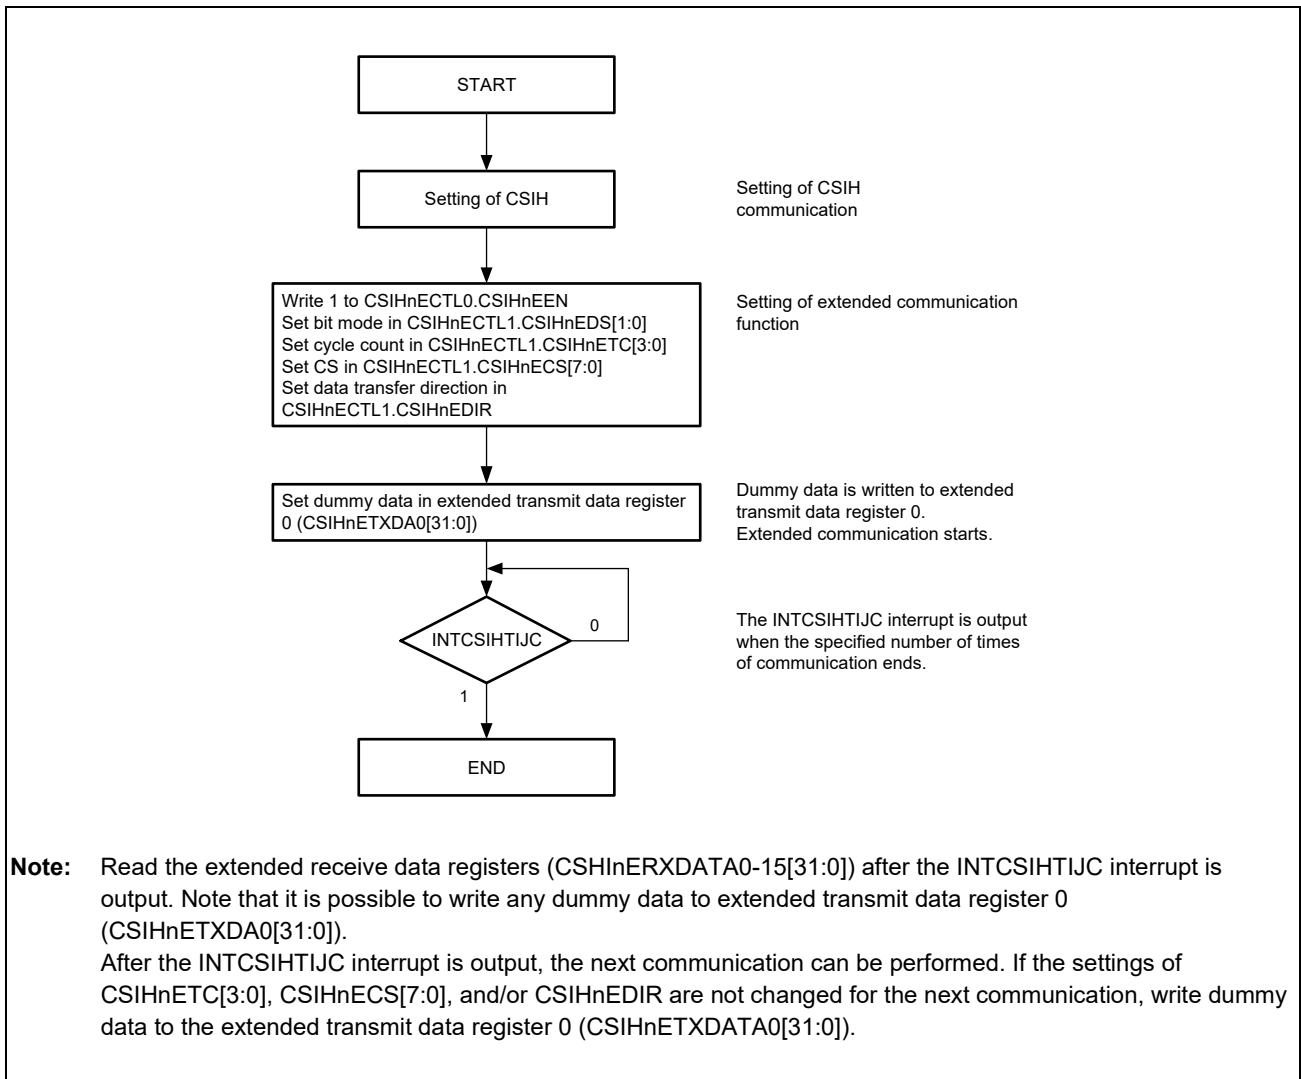 START
Setting of CSIH
Setting of CSIH
communication
Write 1 to CSIHnECTL0.CSIHnEEN
Set bit mode in CSIHnECTL1.CSIHnEDS[1:0]
Set cycle count in CSIHnECTL1.CSIHnETC[3:0]
Set CS in CSIHnECTL1.CSIHnECS[7:0]
Set data transfer direction in
CSIHnECTL1.CSIHnEDIR
Setting of extended communication
function
Set dummy data in extended transmit data register
0 (CSIHnETXDA0[31:0])
Dummy data is written to extended
transmit data register 0.
Extended communication starts.
INTCSIHTIJC
0
The INTCSIHTIJC interrupt is output
when the specified number of times
of communication ends.
1
END
Note: Read the extended receive data registers (CSHInERXDATA0-15[31:0]) after the INTCSIHTIJC interrupt is
output. Note that it is possible to write any dummy data to extended transmit data register 0
(CSIHnETXDA0[31:0]).
After the INTCSIHTIJC interrupt is output, the next communication can be performed. If the settings of
CSIHnETC[3:0], CSIHnECS[7:0], and/or CSIHnEDIR are not changed for the next communication, write dummy
data to the extended transmit data register 0 (CSIHnETXDATA0[31:0]).